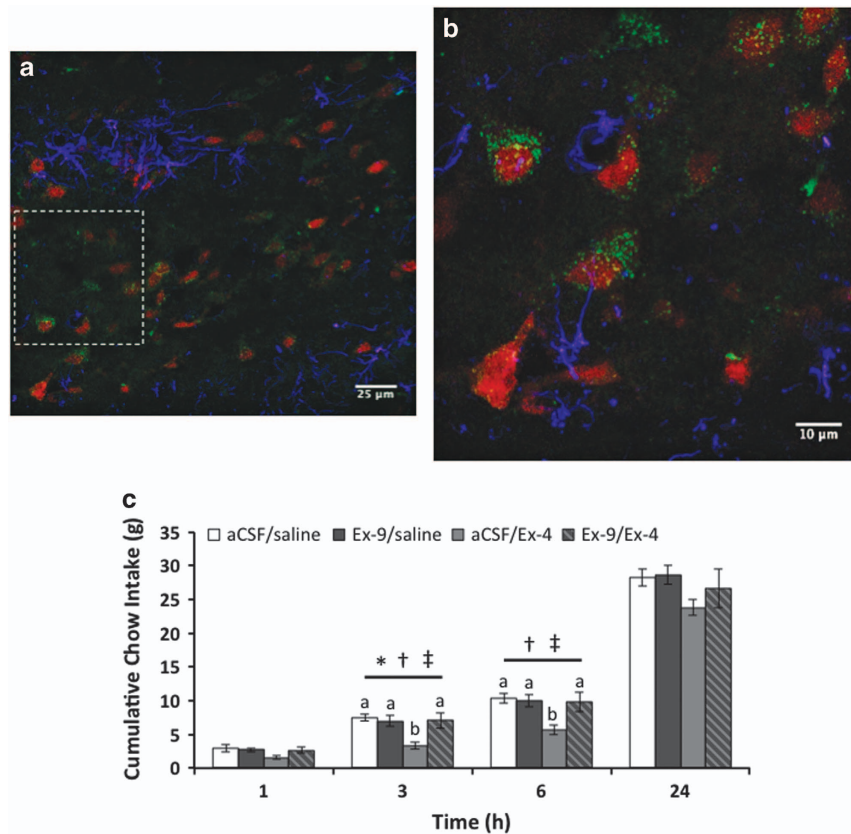 a
25 µm
b
10 µm
c
Cumulative Chow Intake (g)
35
30
25
20
15
10
5
0
aCSF/saline Ex-9/saline aCSF/Ex-4 Ex-9/Ex-4
* † ‡
a a b a
† ‡
a a b a
1 3 6 24
Time (h)